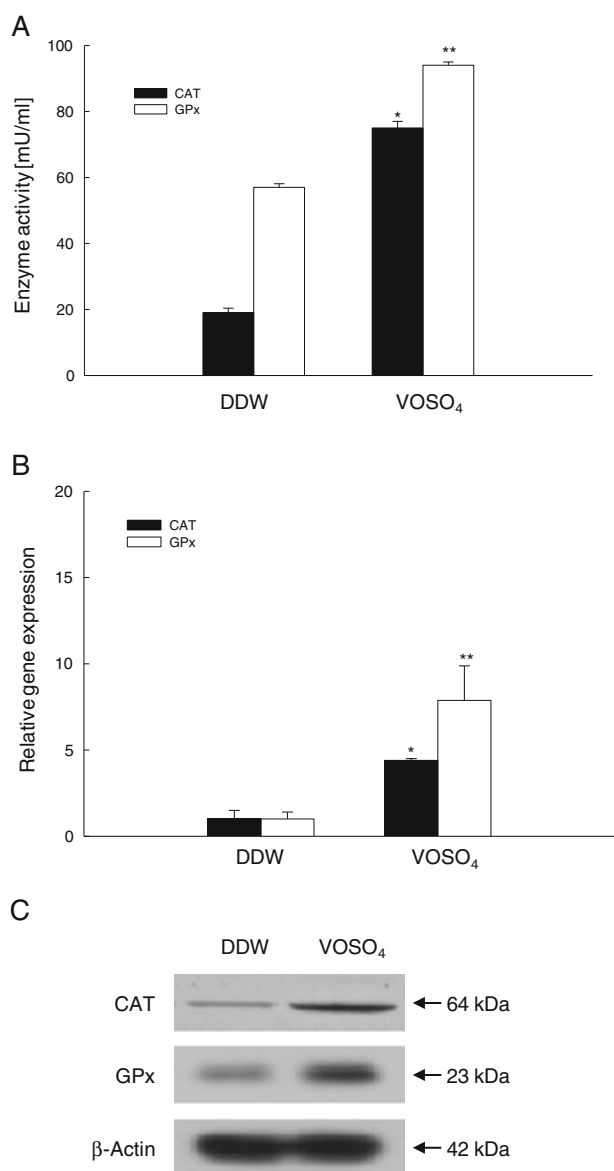 A
Enzyme activity [mU/ml]
100
80
60
40
20
0
CAT
GPx
*
**
DDW
VOSO₄
B
Relative gene expression
20
15
10
5
0
CAT
GPx
*
**
DDW
VOSO₄
C
DDW VOSO₄
CAT 64 kDa
GPx 23 kDa
β-Actin 42 kDa